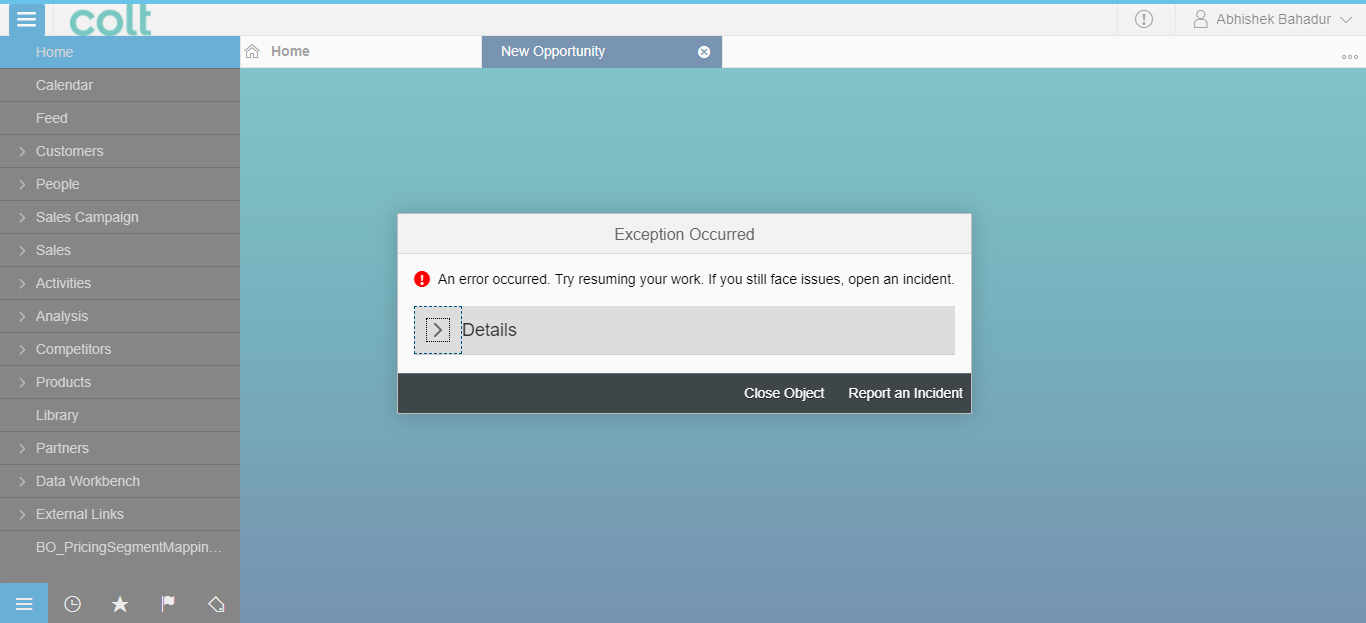 colt
Abhishek Bahadur
Home
Calendar
Feed
Customers
People
Sales Campaign
Sales
Activities
Analysis
Competitors
Products
Library
Partners
Data Workbench
External Links
BO_PricingSegmentMappin...
Home
New Opportunity
Exception Occurred
An error occurred. Try resuming your work. If you still face issues, open an incident.
Details
Close Object Report an Incident